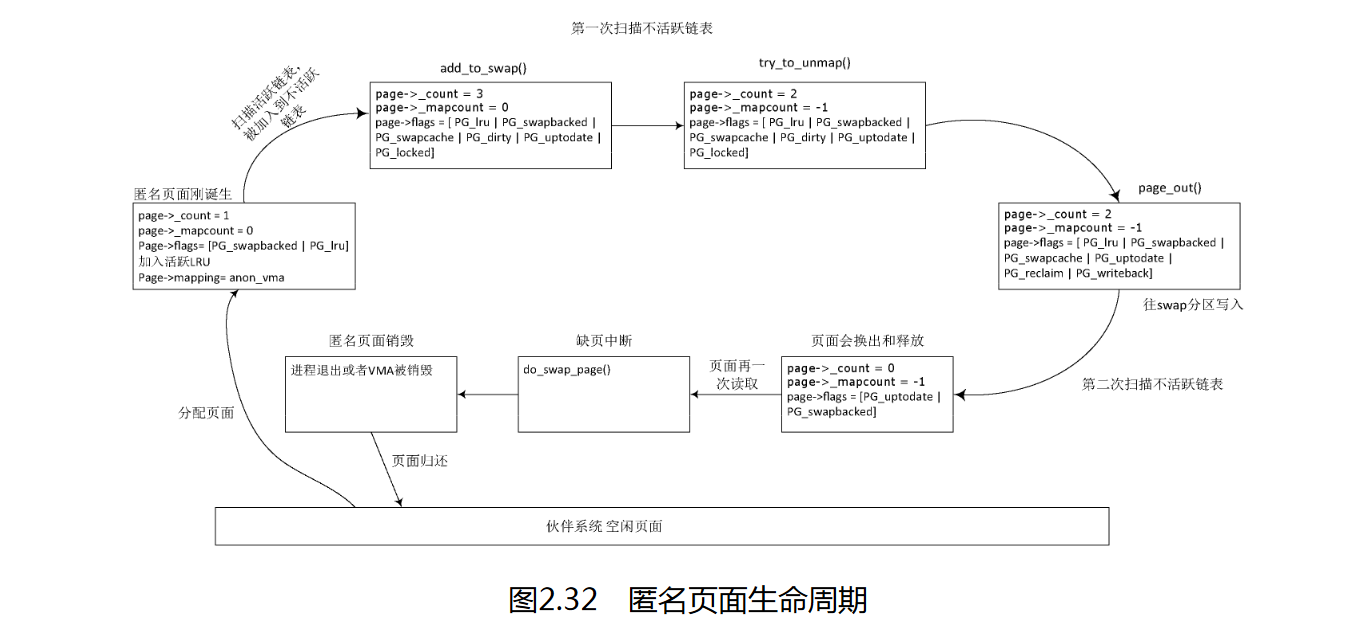 第一次扫描不活跃链表
扫描活跃链表，
被加入到不活跃
链表
add_to_swap()
page->_count = 3
page->_mapcount = 0
page->flags = [ PG_lru | PG_swapbacked |
PG_swapcache | PG_dirty | PG_uptodate |
PG_locked]
try_to_unmap()
page->_count = 2
page->_mapcount = -1
page->flags = [ PG_lru | PG_swapbacked |
PG_swapcache | PG_dirty | PG_uptodate |
PG_locked]
匿名页面刚诞生
page->_count = 1
page->_mapcount = 0
Page->flags= [PG_swapbacked | PG_lru]
加入活跃LRU
Page->mapping= anon_vma
page_out()
page->_count = 2
page->_mapcount = -1
page->flags = [ PG_lru | PG_swapbacked |
PG_swapcache | PG_uptodate |
PG_reclaim | PG_writeback]
往swap分区写入
匿名页面销毁
进程退出或者VMA被销毁
缺页中断
do_swap_page()
页面再一
次读取
页面会换出和释放
page->_count = 0
page->_mapcount = -1
page->flags = [PG_uptodate |
PG_swapbacked]
第二次扫描不活跃链表
分配页面
页面归还
伙伴系统 空闲页面
图2.32 匿名页面生命周期